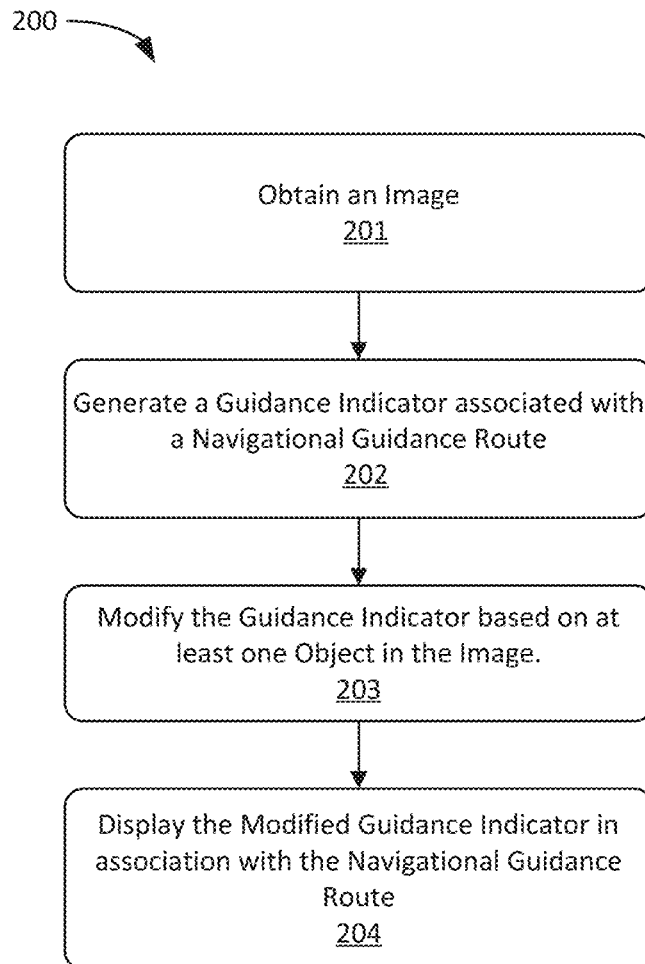 200
Obtain an Image
201
Generate a Guidance Indicator associated with
a Navigational Guidance Route
202
Modify the Guidance Indicator based on at
least one Object in the Image.
203
Display the Modified Guidance Indicator in
association with the Navigational Guidance
Route
204